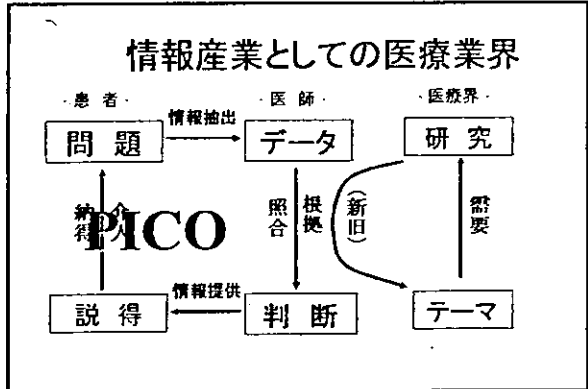 情報産業としての医療業界
・患者・
・医師・
・医療界・
問題
情報抽出
データ
研究
納得
介入
PICO
照合
根拠
(新旧)
需要
説得
情報提供
判断
テーマ